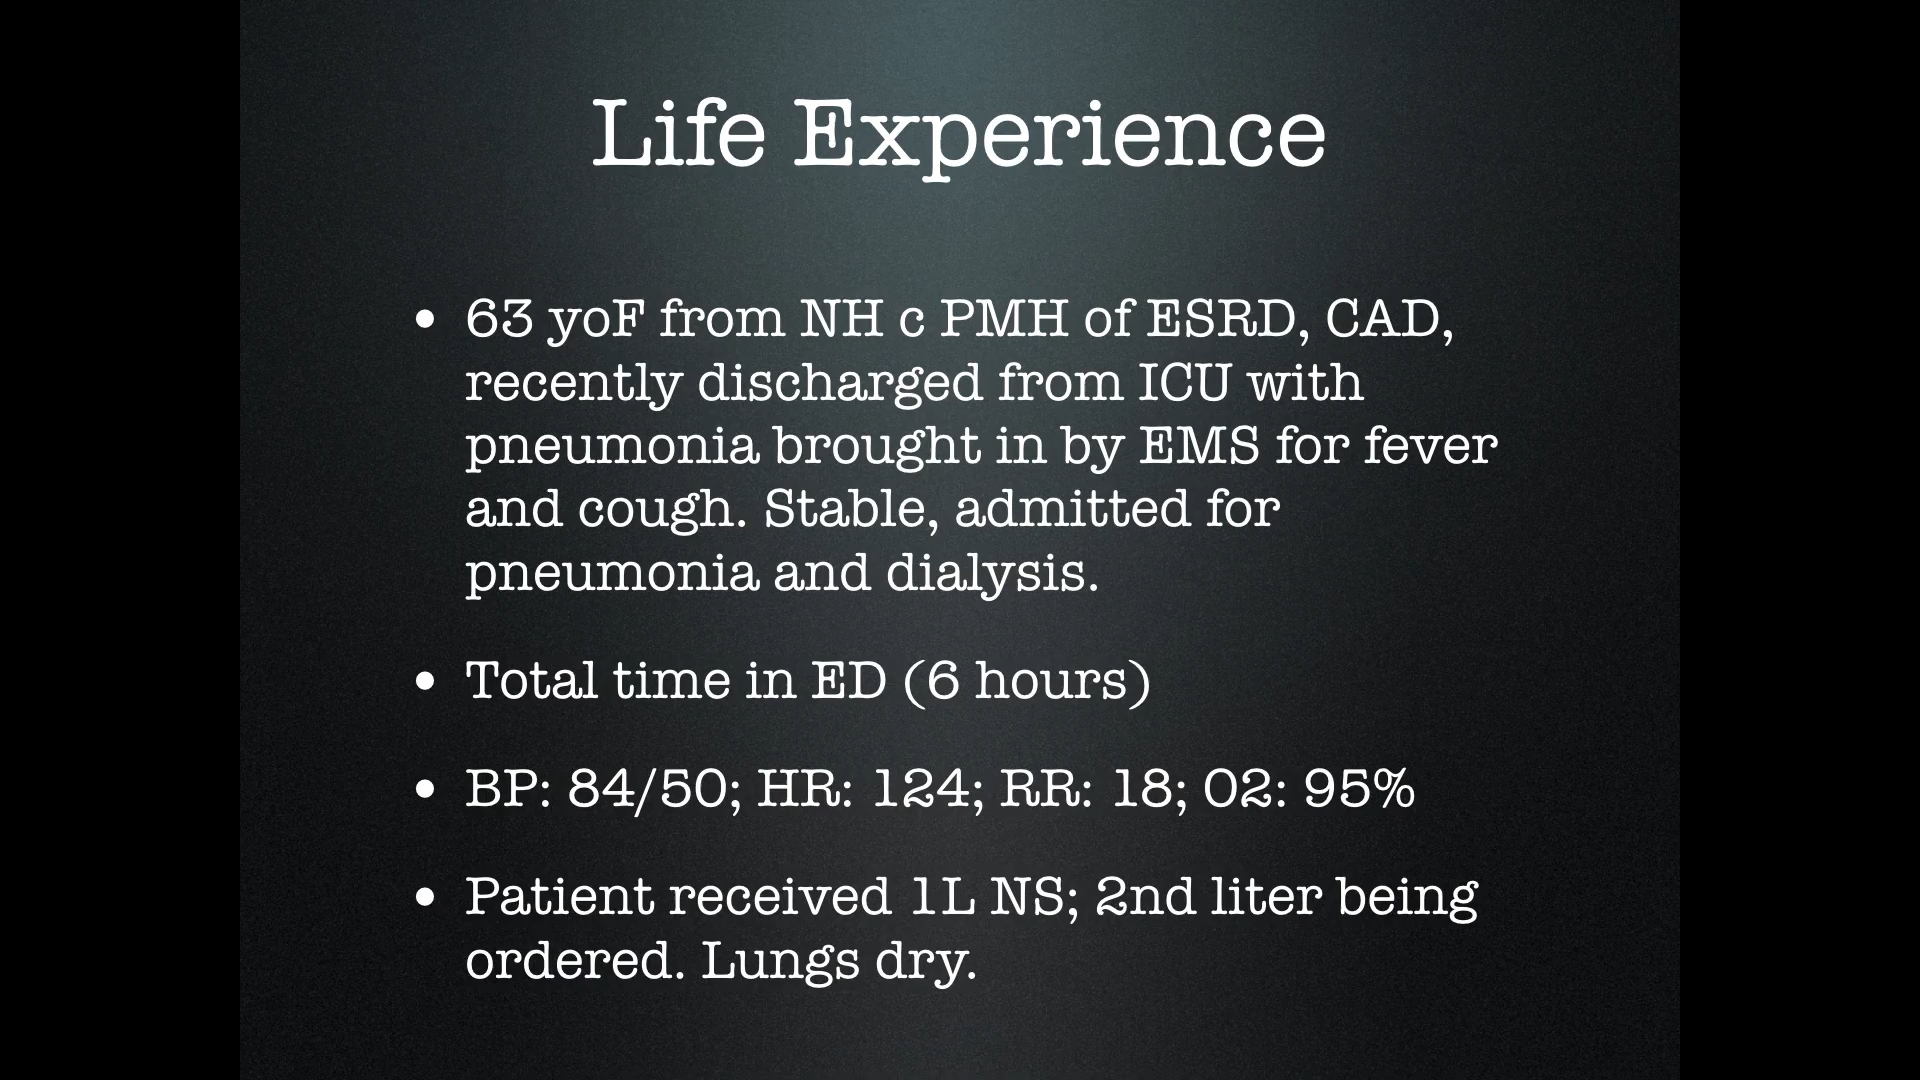 Life Experience
• 63 yoF from NH c PMH of ESRD, CAD,
recently discharged from ICU with
pneumonia brought in by EMS for fever
and cough. Stable, admitted for
pneumonia and dialysis.
• Total time in ED (6 hours)
• BP: 84/50; HR: 124; RR: 18; O2: 95%
• Patient received 1L NS; 2nd liter being
ordered. Lungs dry.